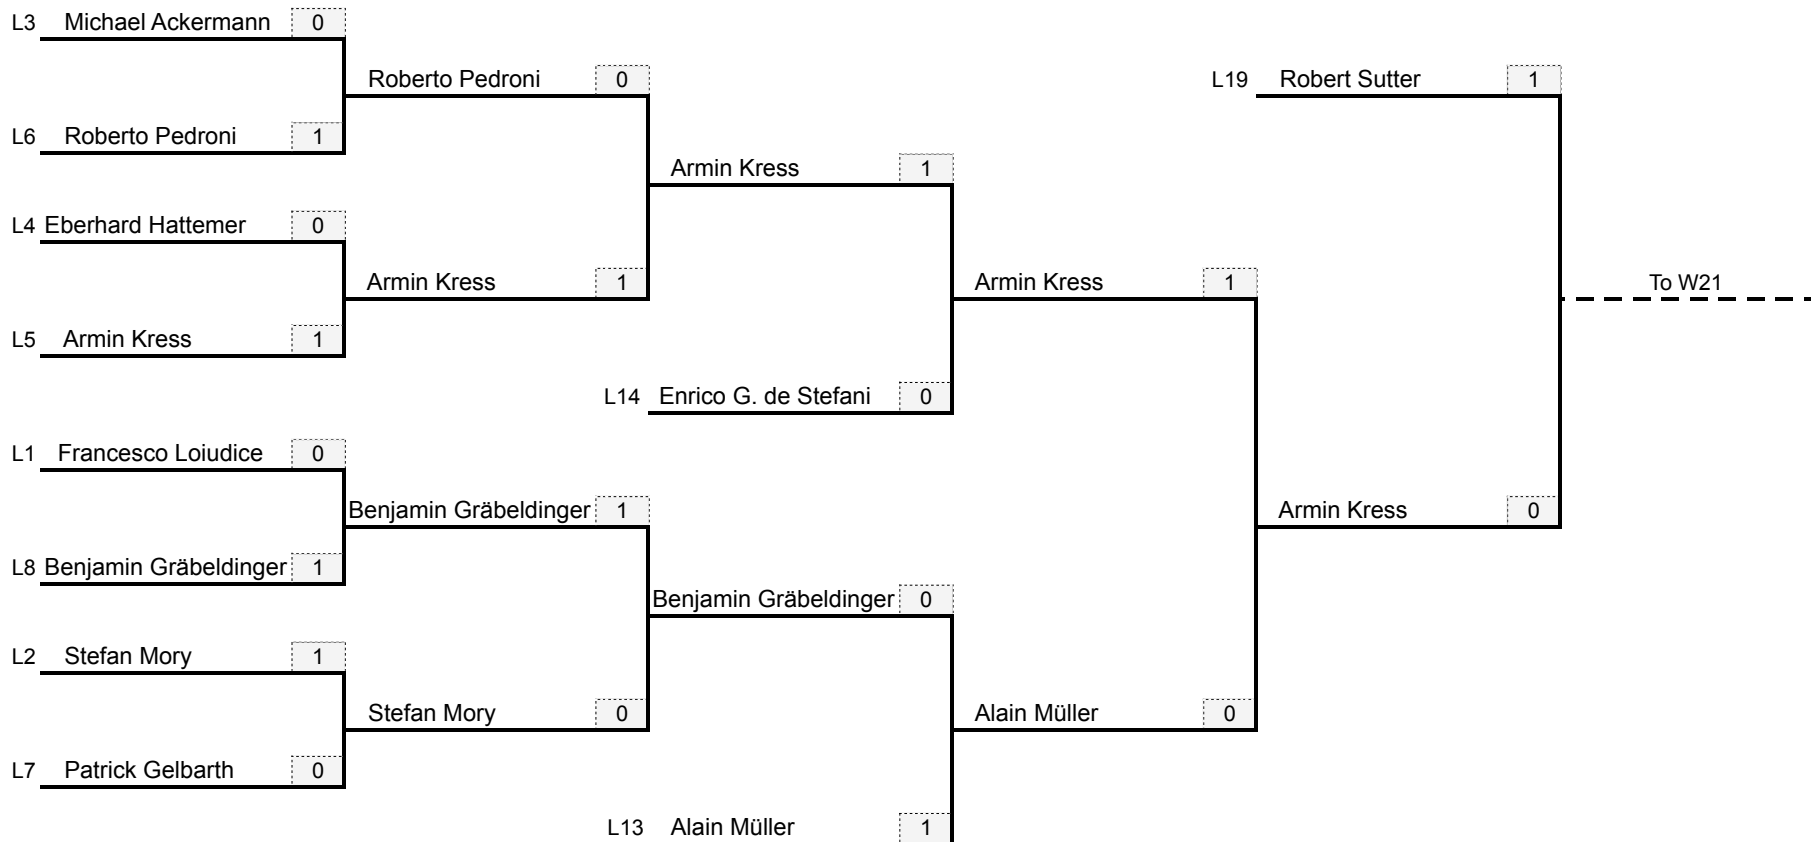 L3 Michael Ackermann 0
Roberto Pedroni 0
L19 Robert Sutter 1
L6 Roberto Pedroni 1
Armin Kress 1
L4 Eberhard Hattemer 0
Armin Kress 1
Armin Kress 1
To W21
L5 Armin Kress 1
L14 Enrico G. de Stefani 0
L1 Francesco Loiudice 0
Benjamin Gräbeldinger 1
Armin Kress 0
L8 Benjamin Gräbeldinger 1
Benjamin Gräbeldinger 0
L2 Stefan Mory 1
Stefan Mory 0
Alain Müller 0
L7 Patrick Gelbarth 0
L13 Alain Müller 1